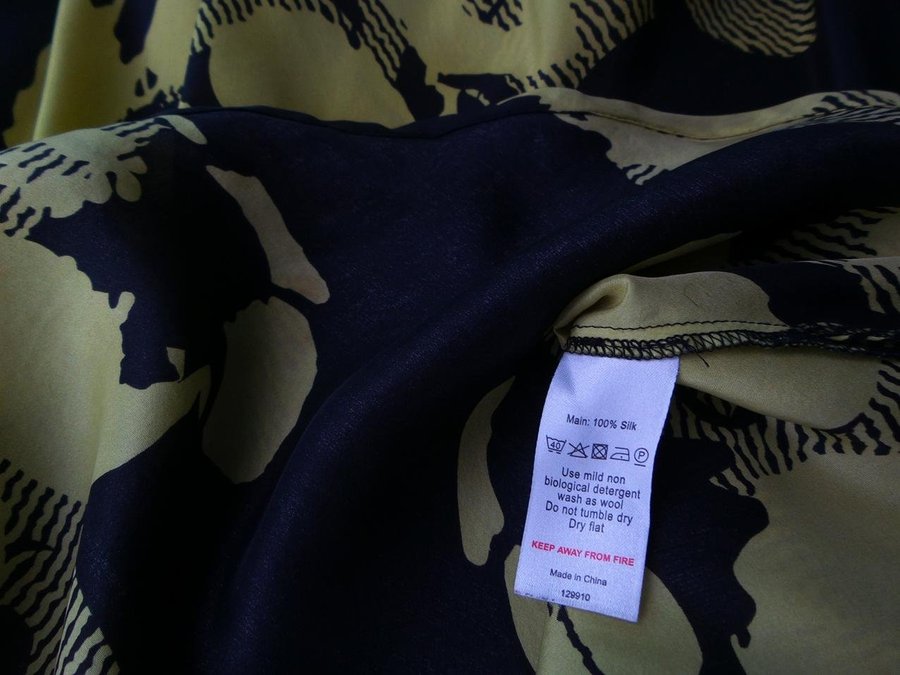 Main: 100% Silk
40 P
Use mild non
biological detergent
wash as wool
Do not tumble dry
Dry flat
KEEP AWAY FROM FIRE
Made in China
129910